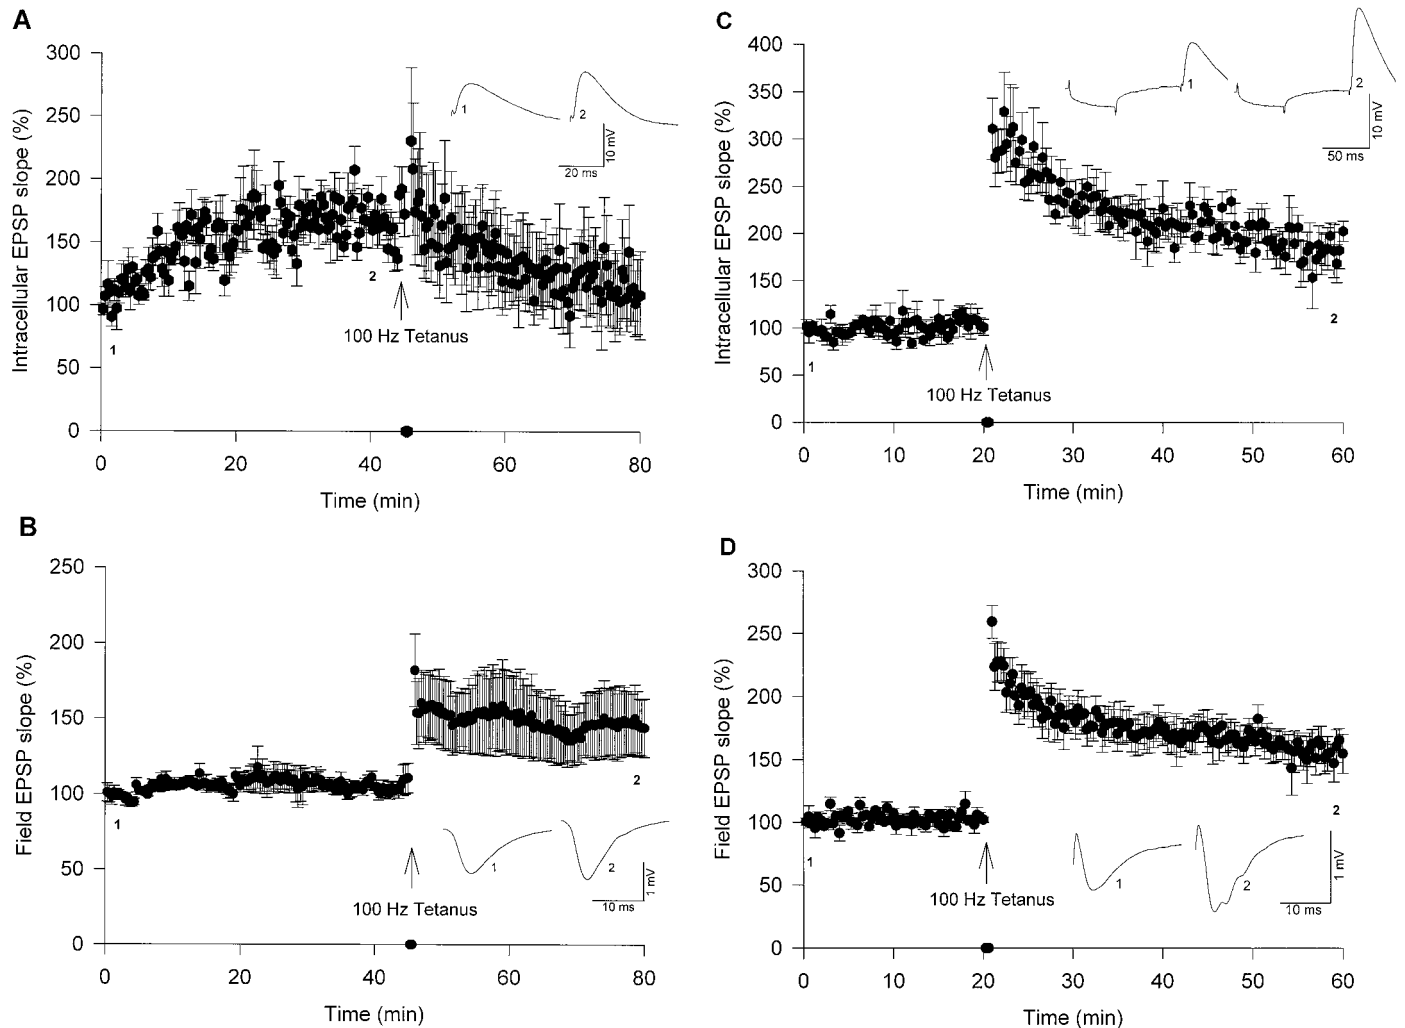 A
300
250
200
150
100
50
0
Intracellular EPSP slope (%)
1
2
1
2
10 mV
20 ms
100 Hz Tetanus
0 20 40 60 80
Time (min)
B
250
200
150
100
50
0
Field EPSP slope (%)
1
2
1
2
1 mV
10 ms
100 Hz Tetanus
0 20 40 60 80
Time (min)
C
400
350
300
250
200
150
100
50
0
Intracellular EPSP slope (%)
1
2
1
2
10 mV
50 ms
100 Hz Tetanus
0 10 20 30 40 50 60
Time (min)
D
300
250
200
150
100
50
0
Field EPSP slope (%)
1
2
1
2
1 mV
10 ms
100 Hz Tetanus
0 10 20 30 40 50 60
Time (min)